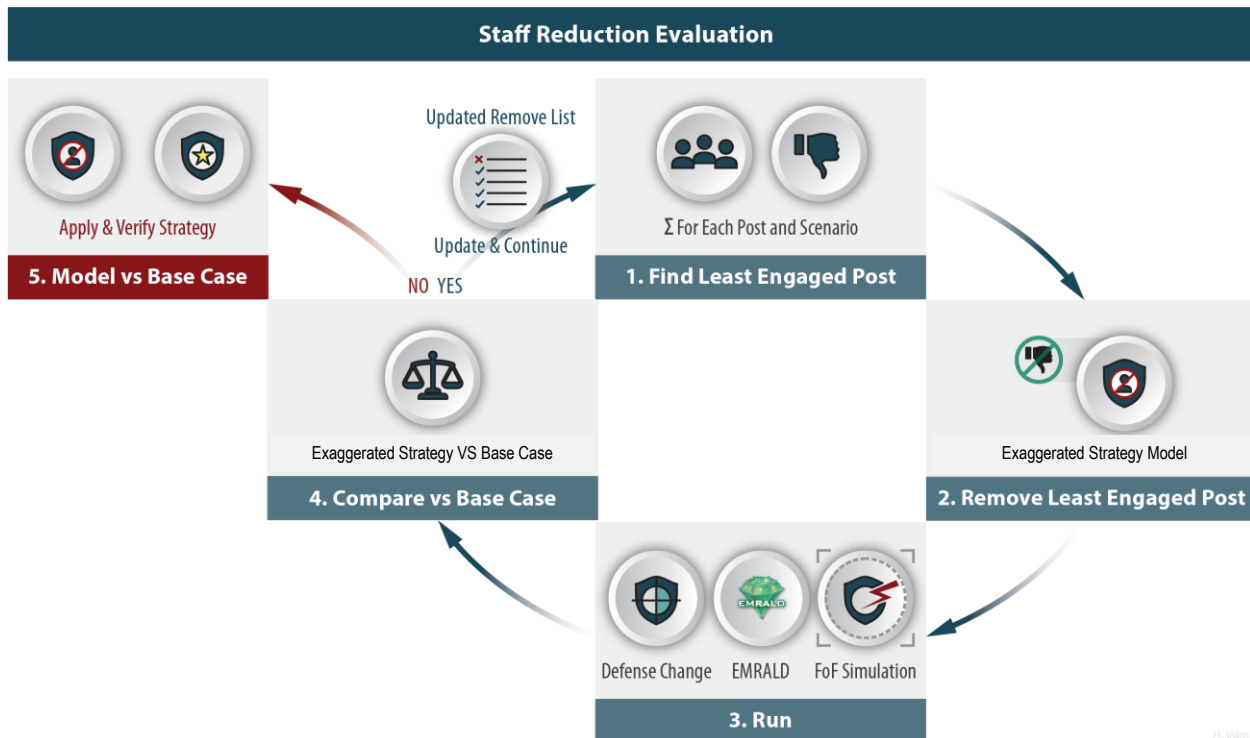 Staff Reduction Evaluation
Updated Remove List
Update & Continue
NO YES
Σ For Each Post and Scenario
1. Find Least Engaged Post
Exaggerated Strategy Model
2. Remove Least Engaged Post
Defense Change
EMRALD
EMRALD
FoF Simulation
3. Run
Exaggerated Strategy VS Base Case
4. Compare vs Base Case
Apply & Verify Strategy
5. Model vs Base Case